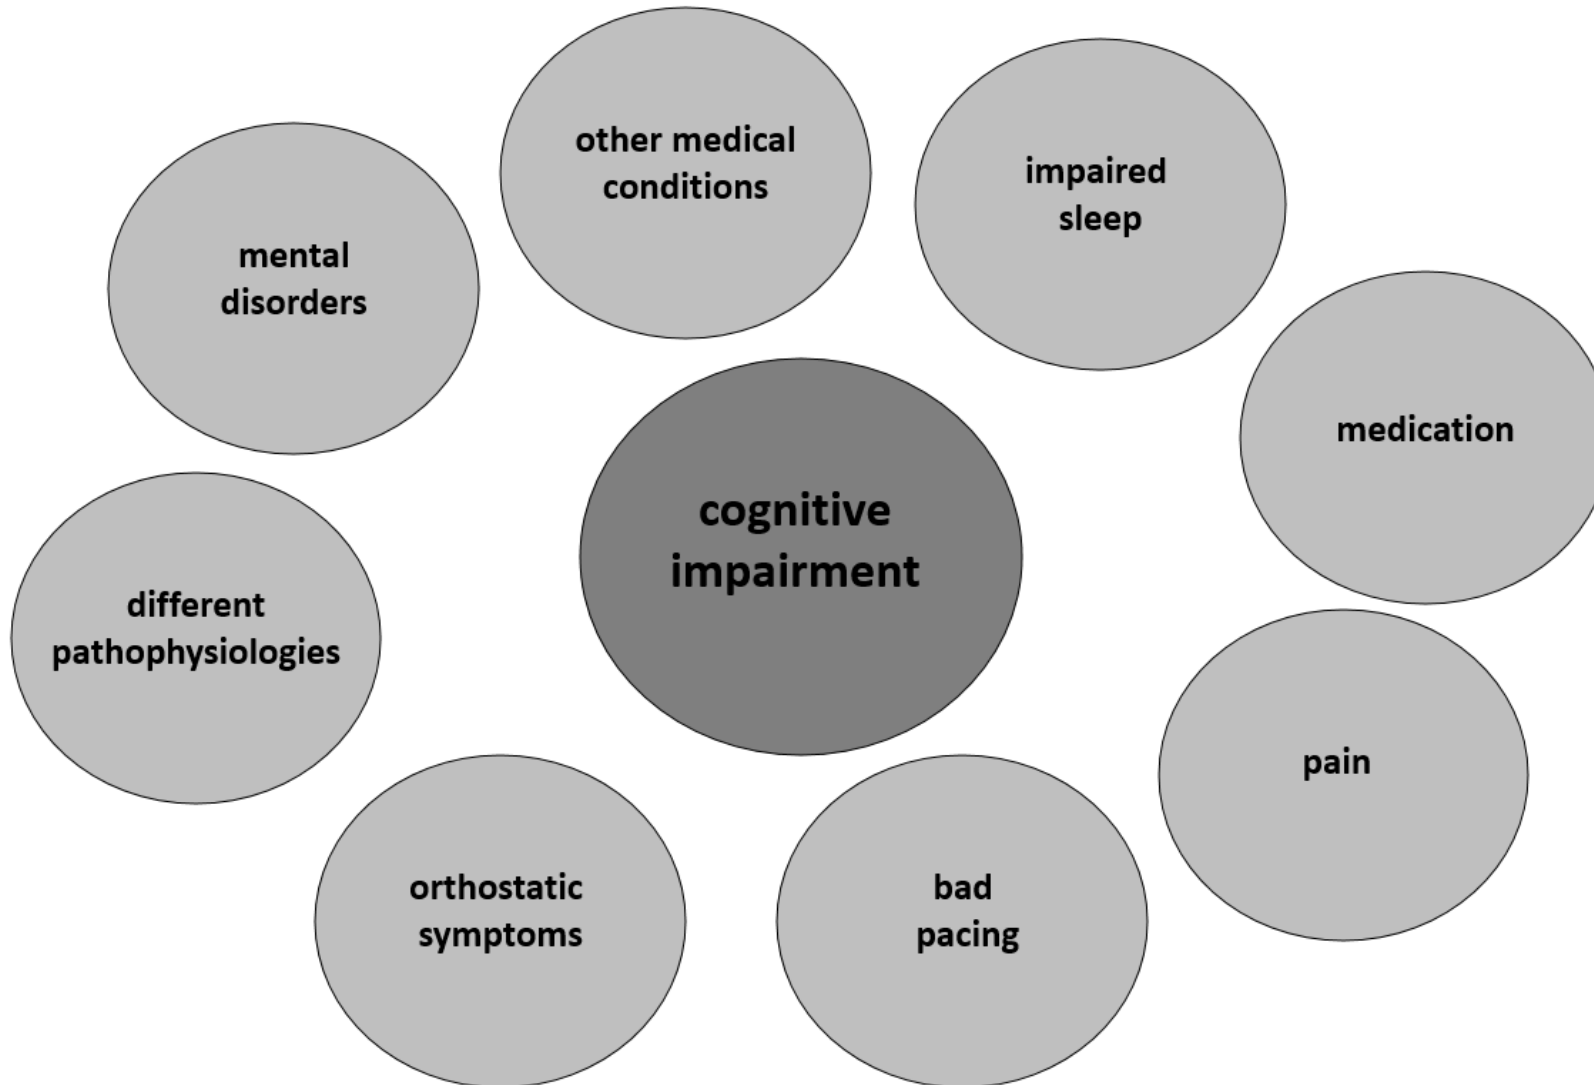 other medical
conditions
impaired
sleep
mental
disorders
medication
cognitive
impairment
different
pathophysiologies
pain
orthostatic
symptoms
bad
pacing